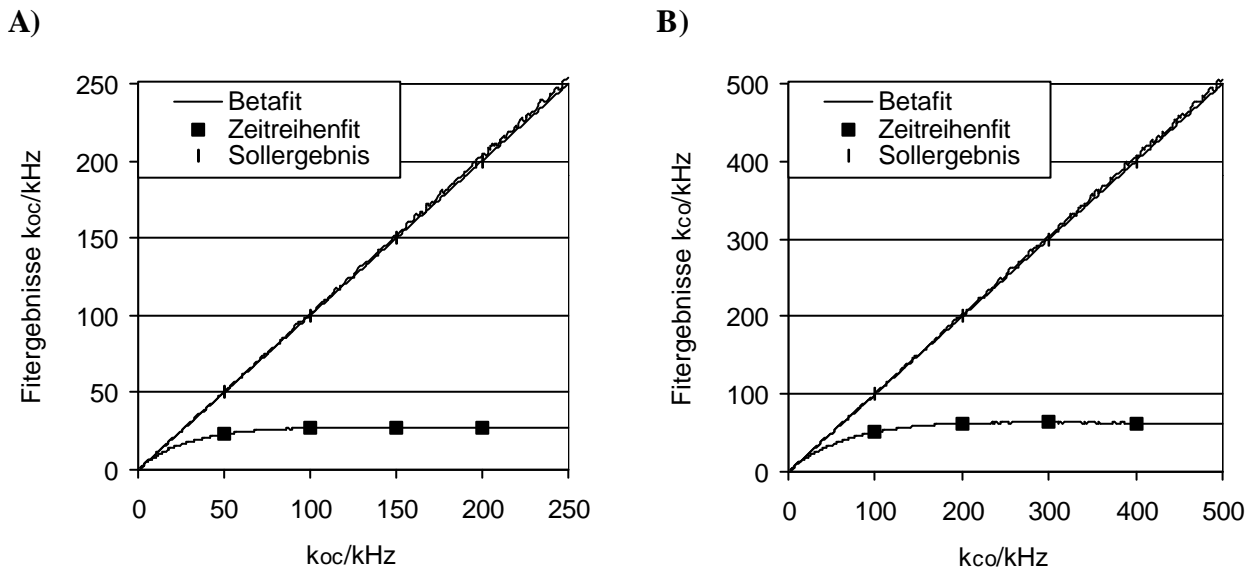 A)
Fitergebnisse koc/kHz
250
200
150
100
50
0
Betafit
Zeitreihenfit
Sollergebnis
0 50 100 150 200 250
koc/kHz
B)
Fitergebnisse kco/kHz
500
400
300
200
100
0
Betafit
Zeitreihenfit
Sollergebnis
0 100 200 300 400 500
kco/kHz